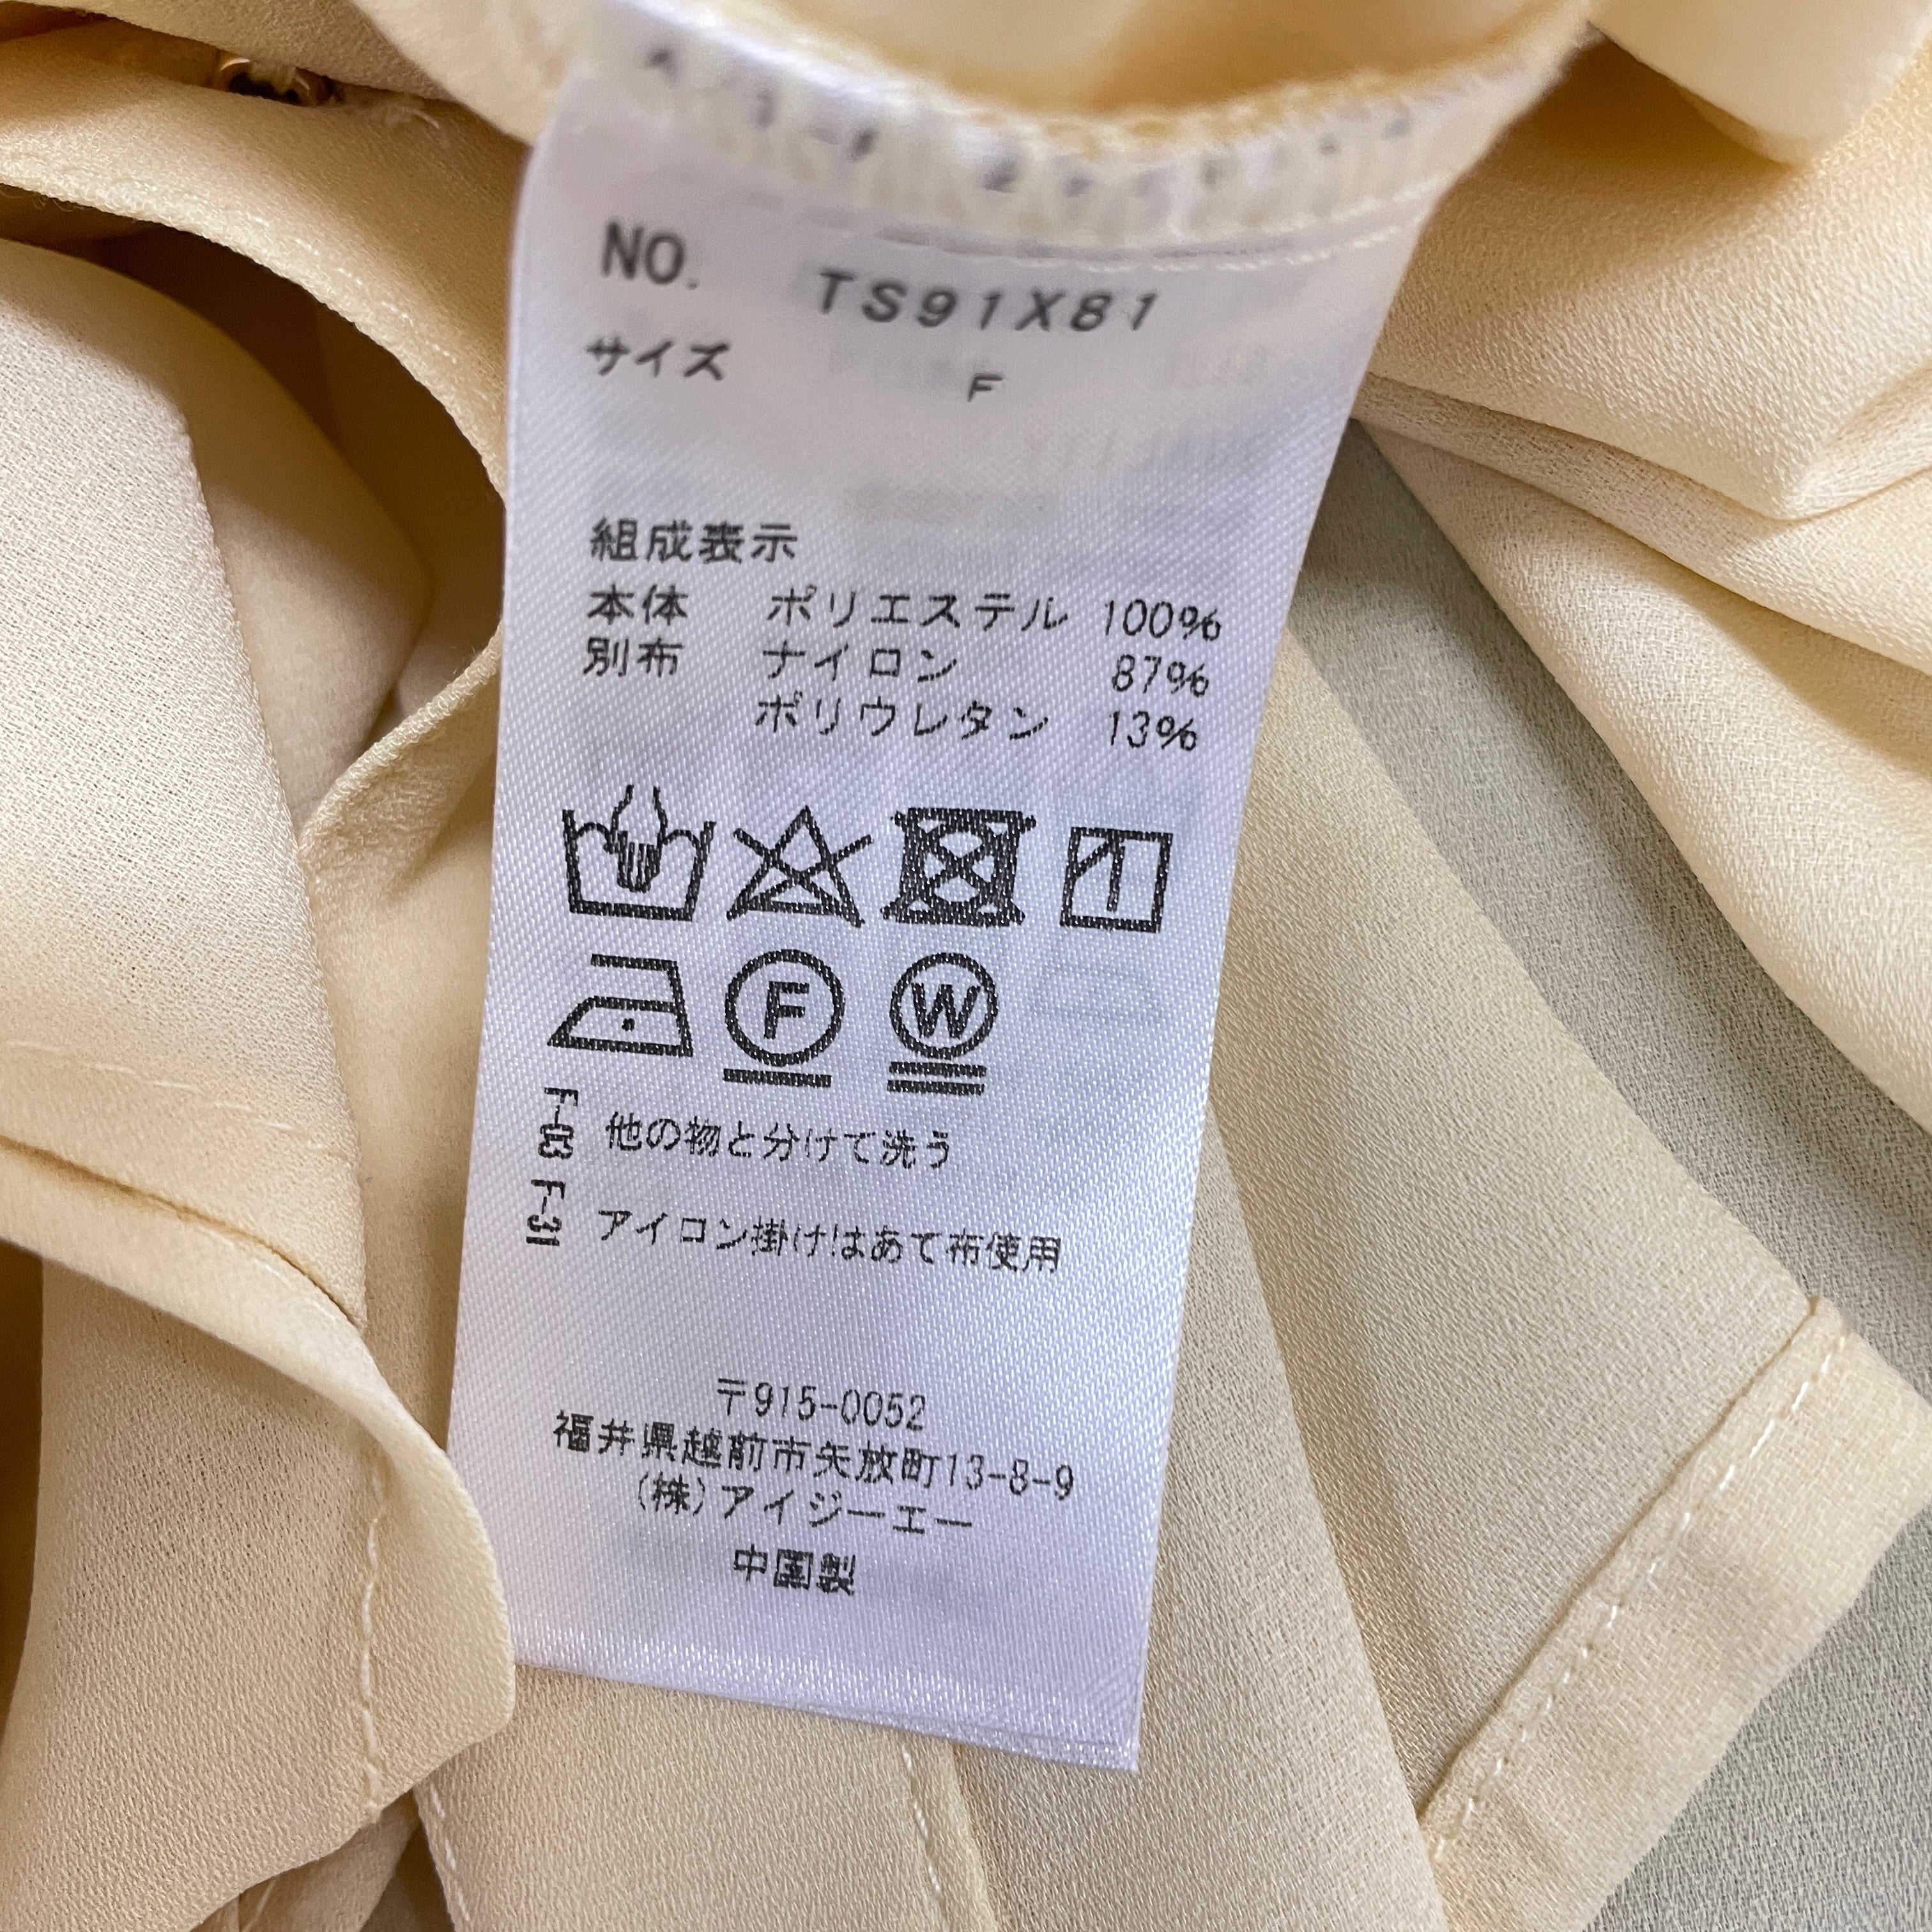 NO. TS91X81
サイズ F
組成表示
本体 ポリエステル 100%
別布 ナイロン 87%
ポリウレタン 13%
F
W
F-03 他の物と分けて洗う
F-31 アイロン掛けはあて布使用
〒915-0052
福井県越前市矢放町13-8-9
(株)アイジーエー
中国製